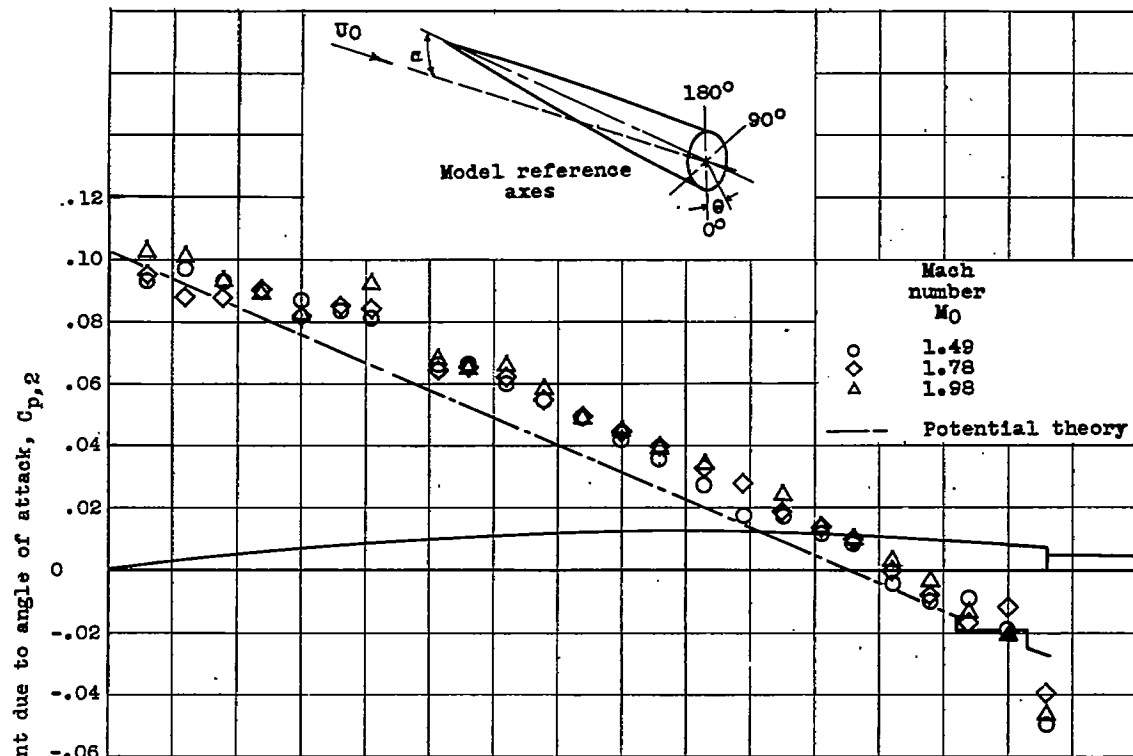 U0
α
180°
90°
Model reference
axes
θ
0°
.12
.10
.08
.06
.04
.02
0
-.02
-.04
-.06
nt due to angle of attack, Cp,2
Mach
number
M0
1.49
1.78
1.98
Potential theory